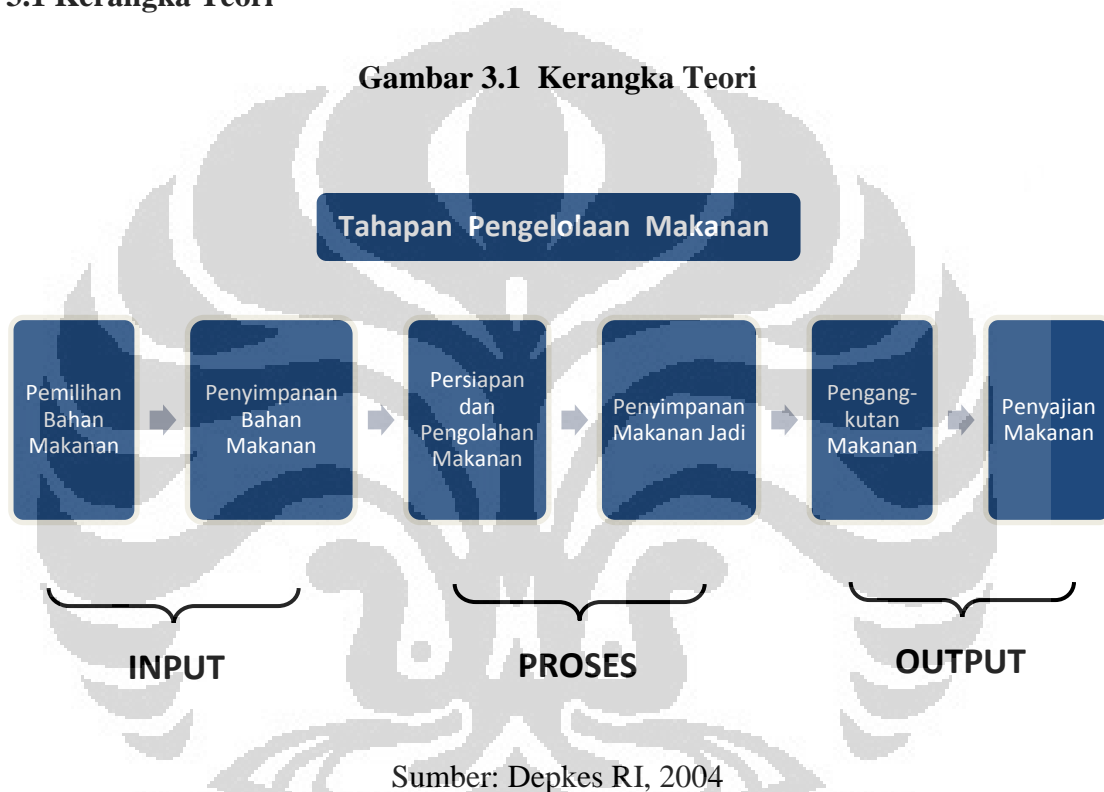 3.1 Kerangka Teori
Gambar 3.1 Kerangka Teori
Tahapan Pengelolaan Makanan
Pemilihan
Bahan
Makanan
Penyimpanan
Bahan
Makanan
Persiapan
dan
Pengolahan
Makanan
Penyimpanan
Makanan Jadi
Pengang-
kutan
Makanan
Penyajian
Makanan
INPUT
PROSES
OUTPUT
Sumber: Depkes RI, 2004